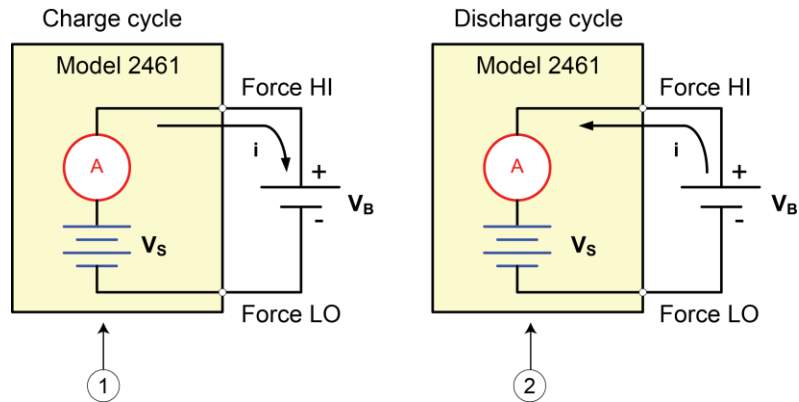 Charge cycle
Model 2461
Force HI
A
i
+
-
VB
VS
Force LO
1
Discharge cycle
Model 2461
Force HI
A
i
+
-
VB
VS
Force LO
2